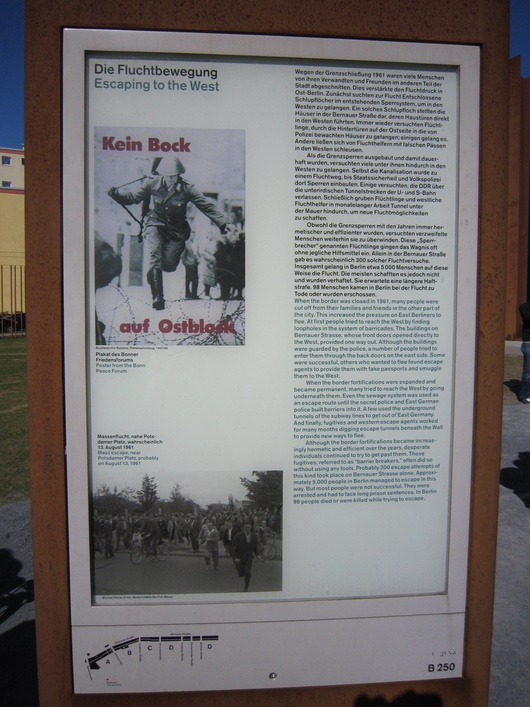 Die Fluchtbewegung
Escaping to the West
Kein Bock
auf Ostblock
Plakat des Bonner
Friedensforums
Poster from the Bonn
Peace Forum
Massenflucht, nahe Pots-
damer Platz, wahrscheinlich
13. August 1961
Mass escape, near
Potsdamer Platz, probably
on August 13, 1961
Wegen der Grenzschließung 1961 waren viele Menschen
von ihren Verwandten und Freunden im anderen Teil der
Stadt abgeschnitten. Dies verstärkte den Fluchtdruck in
Ost-Berlin. Zunächst suchten zur Flucht Entschlossene
Schlupflöcher im entstehenden Sperrsystem, um in den
Westen zu gelangen. Ein solches Schlupfloch stellten die
Häuser in der Bernauer Straße dar, deren Haustüren direkt
in den Westen führten. Immer wieder versuchten Flücht-
linge, durch die Hintertüren auf der Ostseite in die von
Polizei bewachten Häuser zu gelangen; einigen gelang es.
Andere ließen sich von Fluchthelfern mit falschen Pässen
in den Westen schleusen.
Als die Grenzsperren ausgebaut und damit dauer-
haft wurden, versuchten viele unter ihnen hindurch in den
Westen zu gelangen. Selbst die Kanalisation wurde zu
einem Fluchtweg, bis Staatssicherheit und Volkspolizei
dort Sperren einbauten. Einige versuchten, die DDR über
die unterirdischen Tunnelstrecken der U- und S-Bahn
verlassen. Schließlich gruben Flüchtlinge und westliche
Fluchthelfer in monatelanger Arbeit Tunnel unter
der Mauer hindurch, um neue Fluchtmöglichkeiten
zu schaffen.
Obwohl die Grenzsperren mit den Jahren immer her-
metischer und effizienter wurden, versuchten verzweifelte
Menschen weiterhin sie zu überwinden. Diese „Sperr-
brecher“ genannten Flüchtlinge gingen das Wagnis oft
ohne jegliche Hilfsmittel ein. Allein in der Bernauer Straße
gab es wahrscheinlich 300 solcher Fluchtversuche.
Insgesamt gelang in Berlin etwa 5000 Menschen auf diese
Weise die Flucht. Die meisten schafften es jedoch nicht
und wurden verhaftet. Sie erwartete eine längere Haft-
strafe. 98 Menschen kamen in Berlin bei der Flucht zu
Tode oder wurden erschossen.
When the border was closed in 1961, many people were
cut off from their families and friends in the other part of
the city. This increased the pressure on East Berliners to
flee. At first people tried to reach the West by finding
loopholes in the system of barricades. The buildings on
Bernauer Strasse, whose front doors opened directly to
the West, provided one way out. Although the buildings
were guarded by the police, a number of people tried to
enter them through the back doors on the east side. Some
were successful, others who wanted to flee found escape
agents to provide them with fake passports and smuggle
them to the West.
When the border fortifications were expanded and
became permanent, many tried to reach the West by going
underneath them. Even the sewage system was used as
an escape route until the secret police and East German
police built barriers into it. A few used the underground
tunnels of the subway lines to get out of East Germany.
And finally, fugitives and western escape agents worked
for many months digging escape tunnels beneath the Wall
to provide new ways to flee.
Although the border fortifications became increas-
ingly hermetic and efficient over the years, desperate
individuals continued to try to get past them. These
fugitives, referred to as "barrier breakers," often did so
without using any tools. Probably 300 escape attempts of
this kind took place on Bernauer Strasse alone. Approxi-
mately 5,000 people in Berlin managed to escape in this
way. But most people were not successful. They were
arrested and had to face long prison sentences. In Berlin
98 people died or were killed while trying to escape.
A
B
C
D
D
B 250